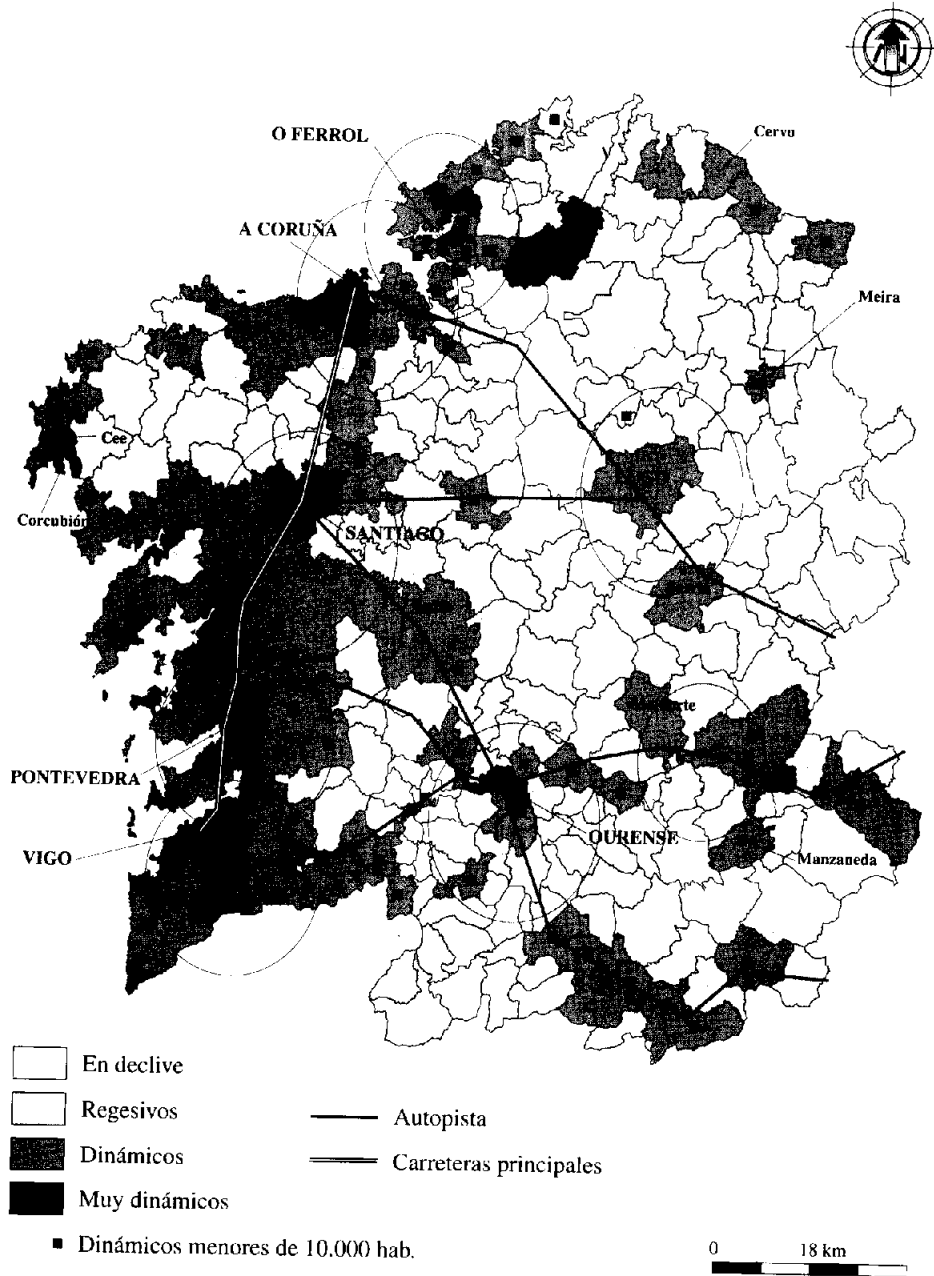 O FERROL
Cervo
A CORUÑA
Meira
Cee
Corcubión
SANTIAGO
PONTEVEDRA
VIGO
OURENSE
Manzaneda
En declive
Regesivos
Dinámicos
Muy dinámicos
Dinámicos menores de 10.000 hab.
Autopista
Carreteras principales
0 18 km